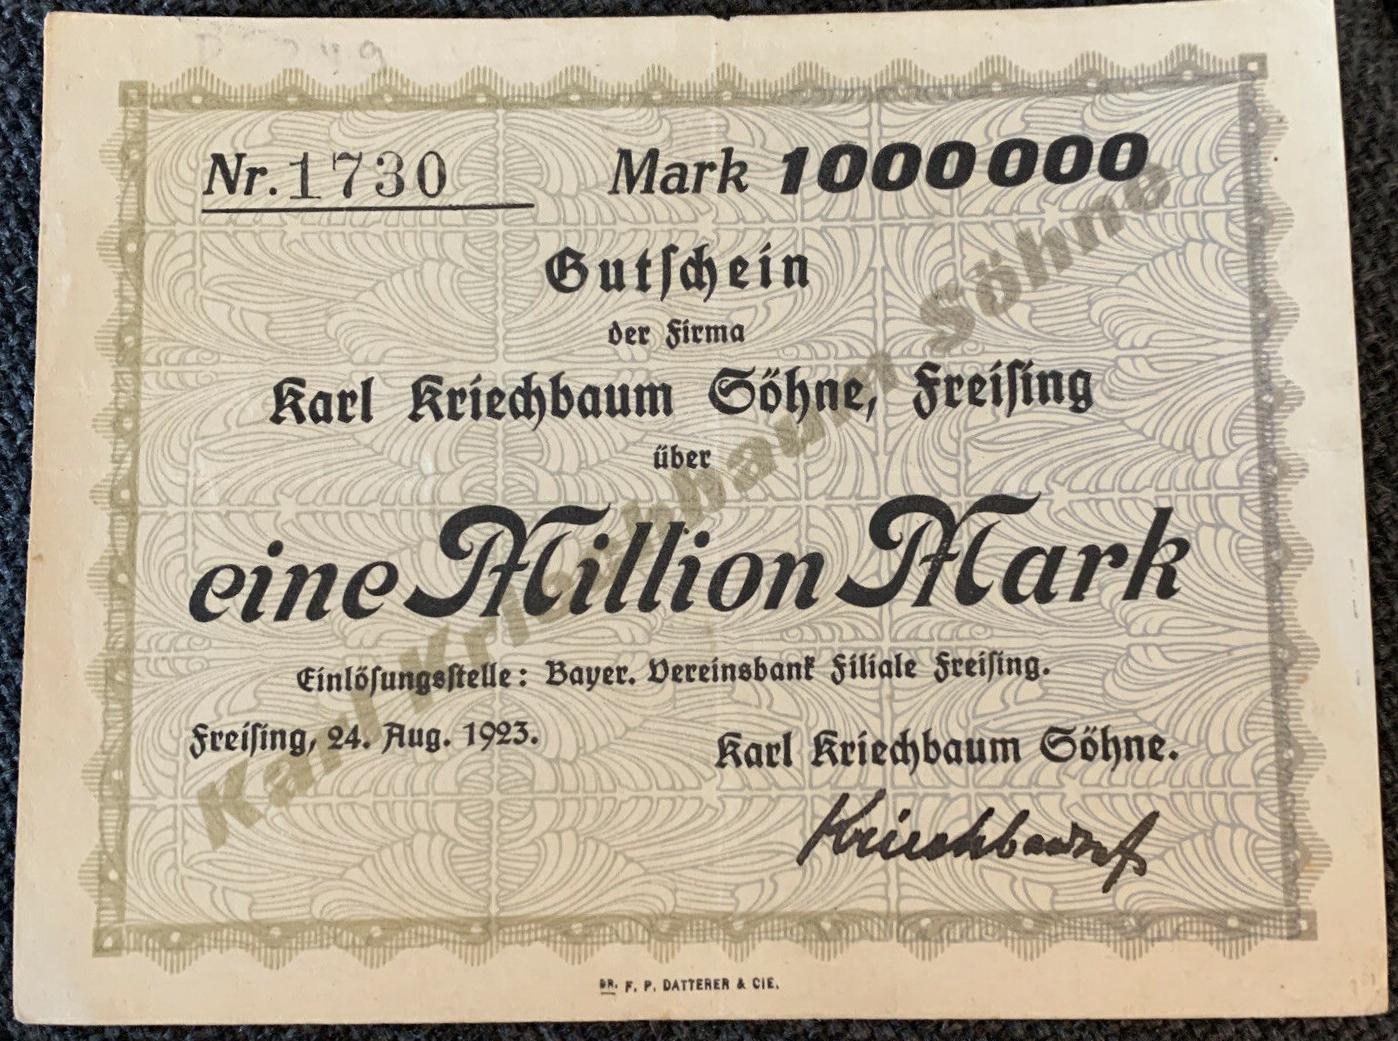 Nr. 1730 Mark 1000000
Gutschein
der Firma
Karl Kriechbaum Söhne, Freising
über
eine Million Mark
Einlösungsstelle: Bayer. Vereinsbank Filiale Freising.
Freising, 24. Aug. 1923.
Karl Kriechbaum Söhne.
Karl Kriechbaum Söhne
DR. F. P. DATTERER & CIE.